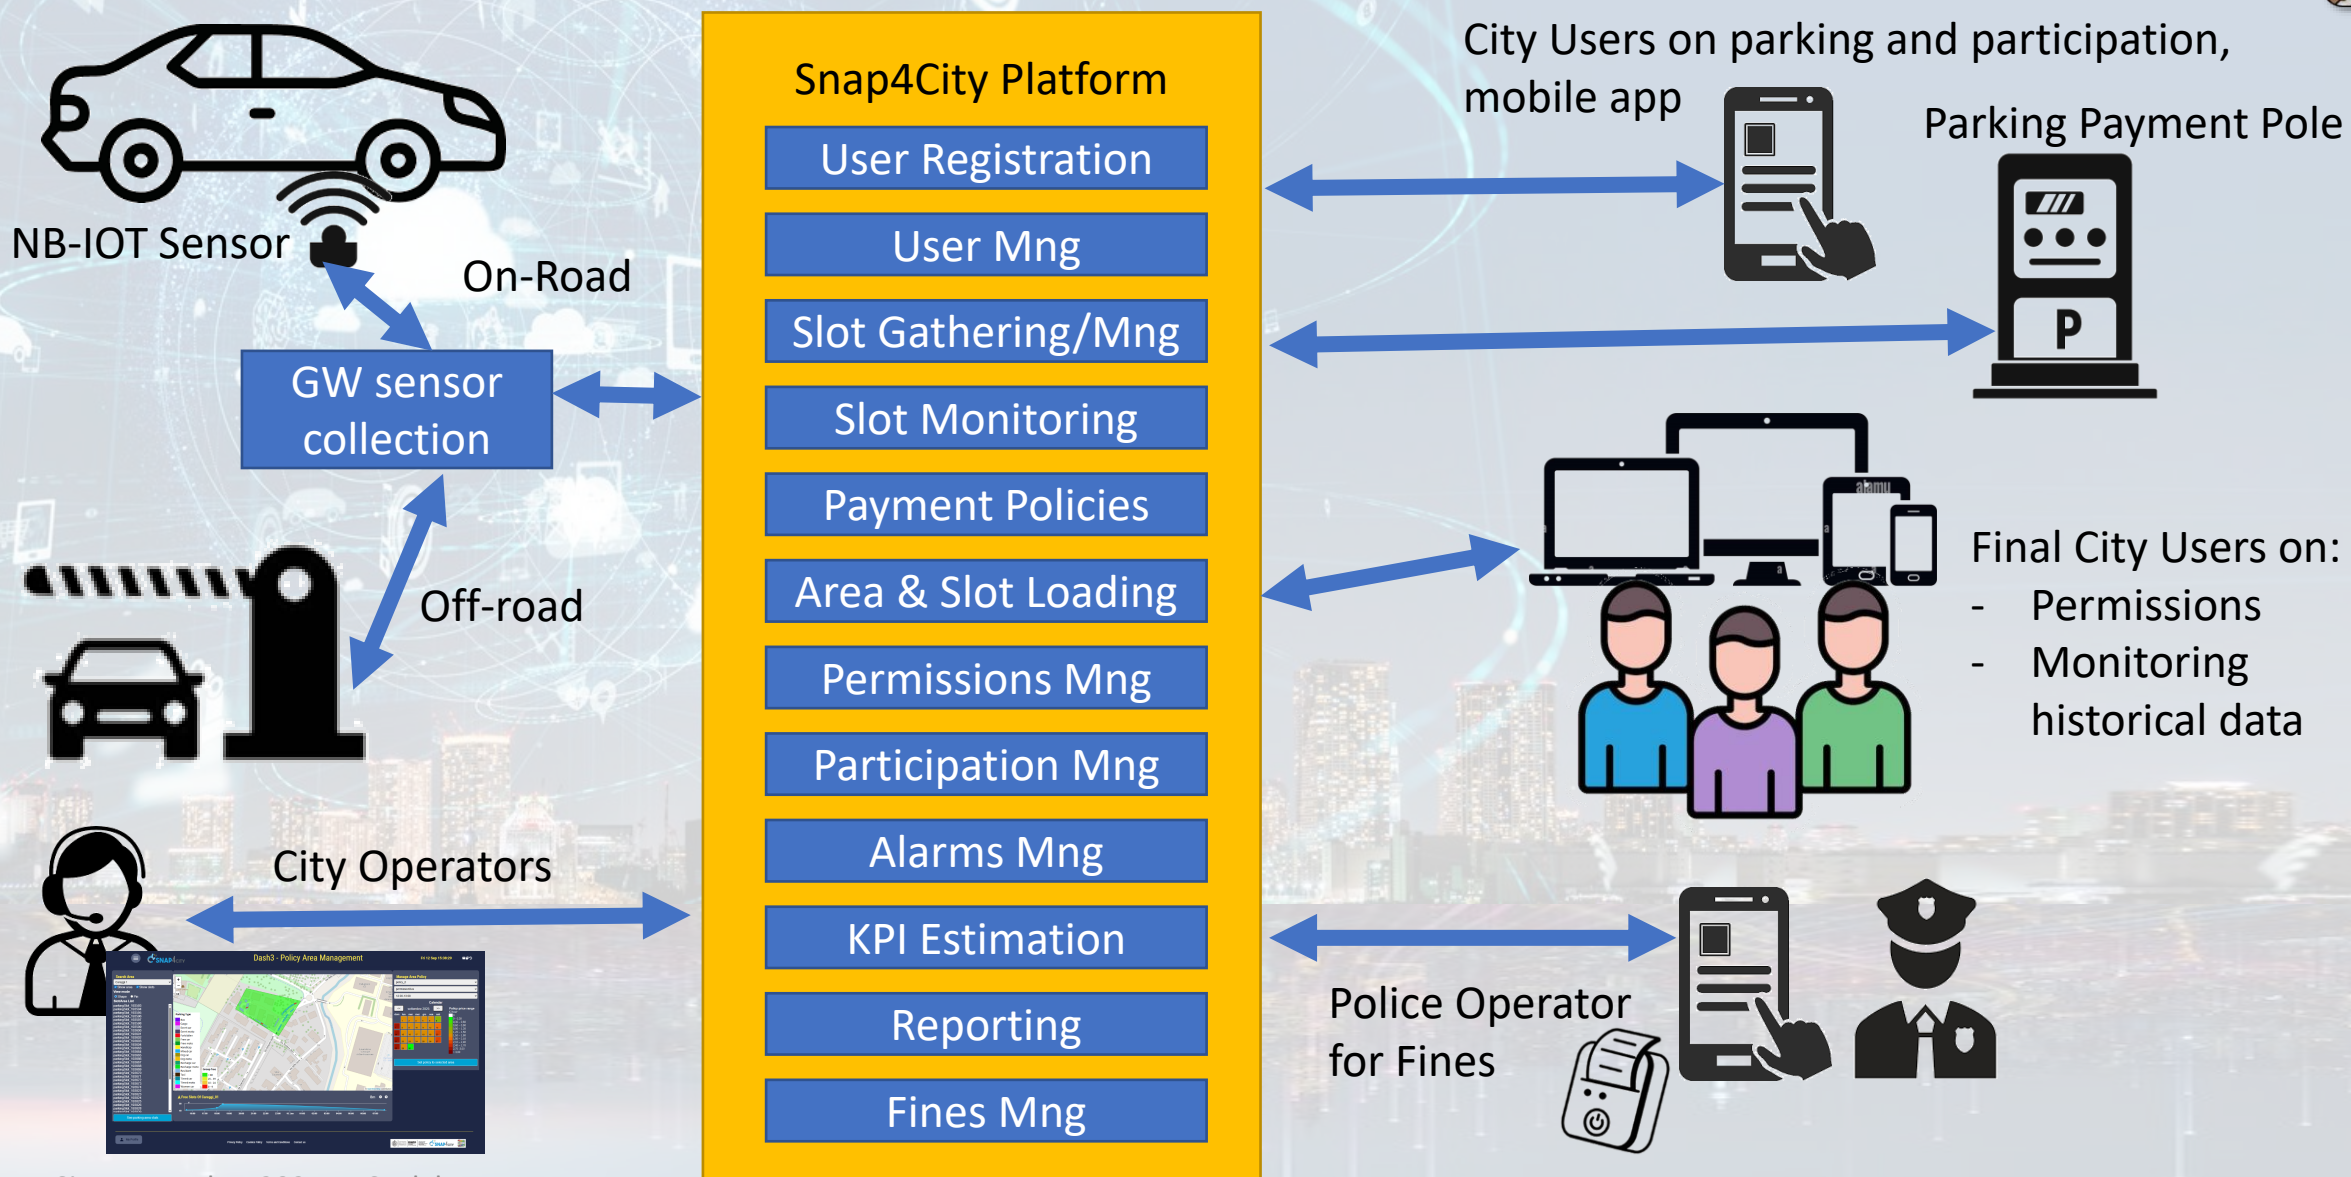 NB-IOT Sensor
On-Road
GW sensor
collection
Off-road
City Operators
SNAP4CITY
Dash3 - Policy Area Management
Snap4City Platform
User Registration
User Mng
Slot Gathering/Mng
Slot Monitoring
Payment Policies
Area & Slot Loading
Permissions Mng
Participation Mng
Alarms Mng
KPI Estimation
Reporting
Fines Mng
City Users on parking and participation,
mobile app
Parking Payment Pole
P
alamu
Final City Users on:
- Permissions
- Monitoring
historical data
Police Operator
for Fines